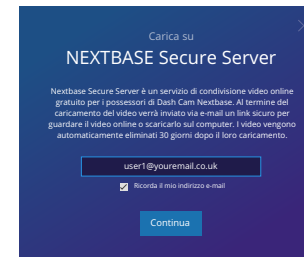 Carica su
NEXTBASE Secure Server
Nextbase Secure Server è un servizio di condivisione video online
gratuito per i possessori di Dash Cam Nextbase. Al termine del
caricamento del video verrà inviato via e-mail un link sicuro per
guardare il video online o scaricarlo sul computer. I video vengono
automaticamente eliminati 30 giorni dopo il loro caricamento.
user1@youremail.co.uk
Ricorda il mio indirizzo e-mail
Continua